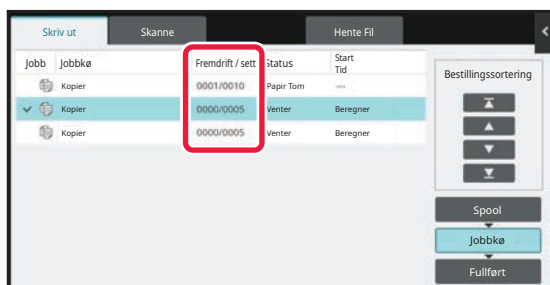 Skriv ut Skanne Hente Fil
Jobb Jobbkø Fremdrift / sett Status Start Tid
Kopier 0001/0010 Papir Tom ---
Kopier 0000/0005 Venter Beregner
Kopier 0000/0005 Venter Beregner
Bestillingssortering
Spool
Jobbkø
Fullført